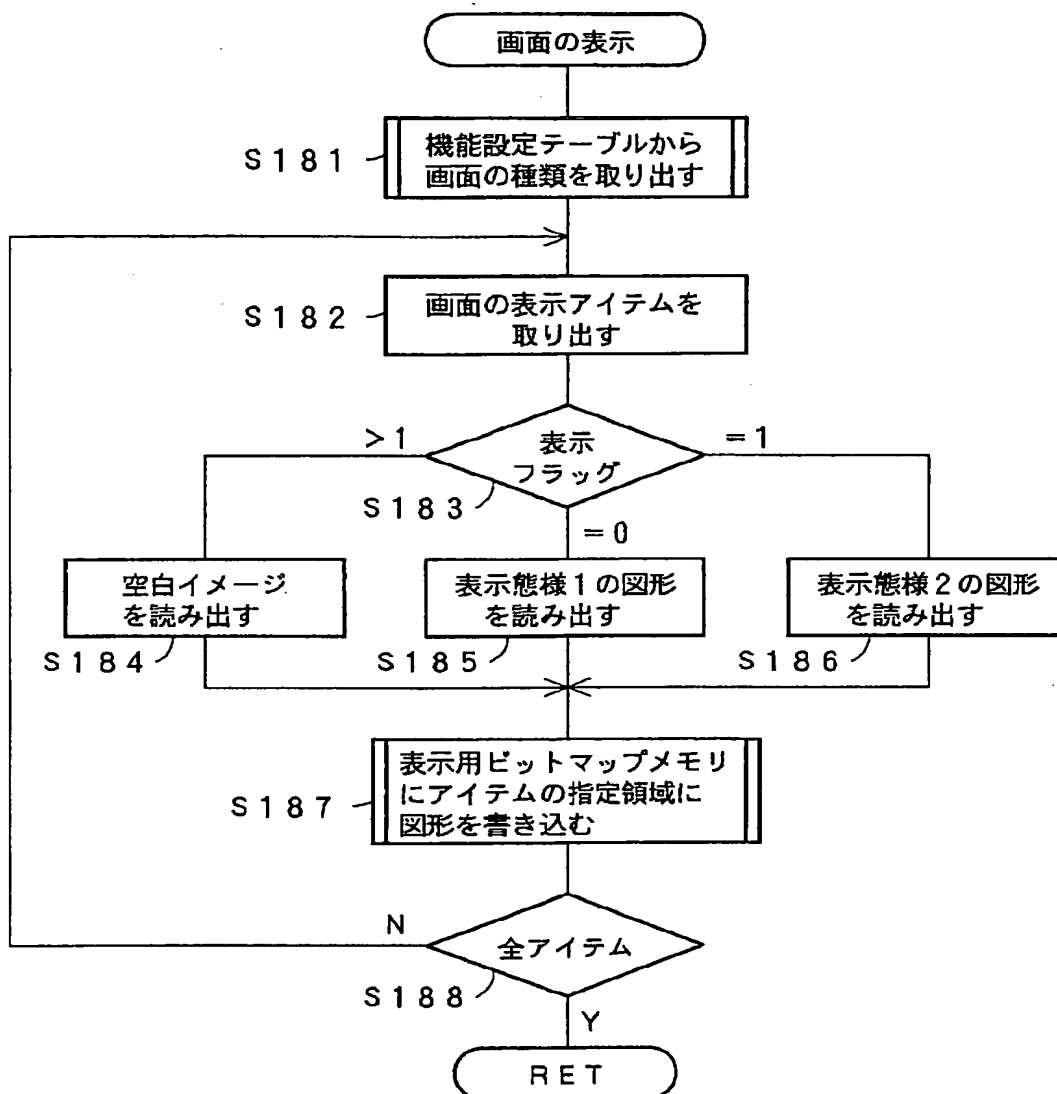 画面の表示
S181
機能設定テーブルから
画面の種類を取り出す
S182
画面の表示アイテムを
取り出す
>1
表示
フラッグ
=1
S183
=0
空白イメージ
を読み出す
S184
表示態様1の図形
を読み出す
S185
表示態様2の図形
を読み出す
S186
S187
表示用ビットマップメモリ
にアイテムの指定領域に
図形を書き込む
N
全アイテム
S188
Y
RET